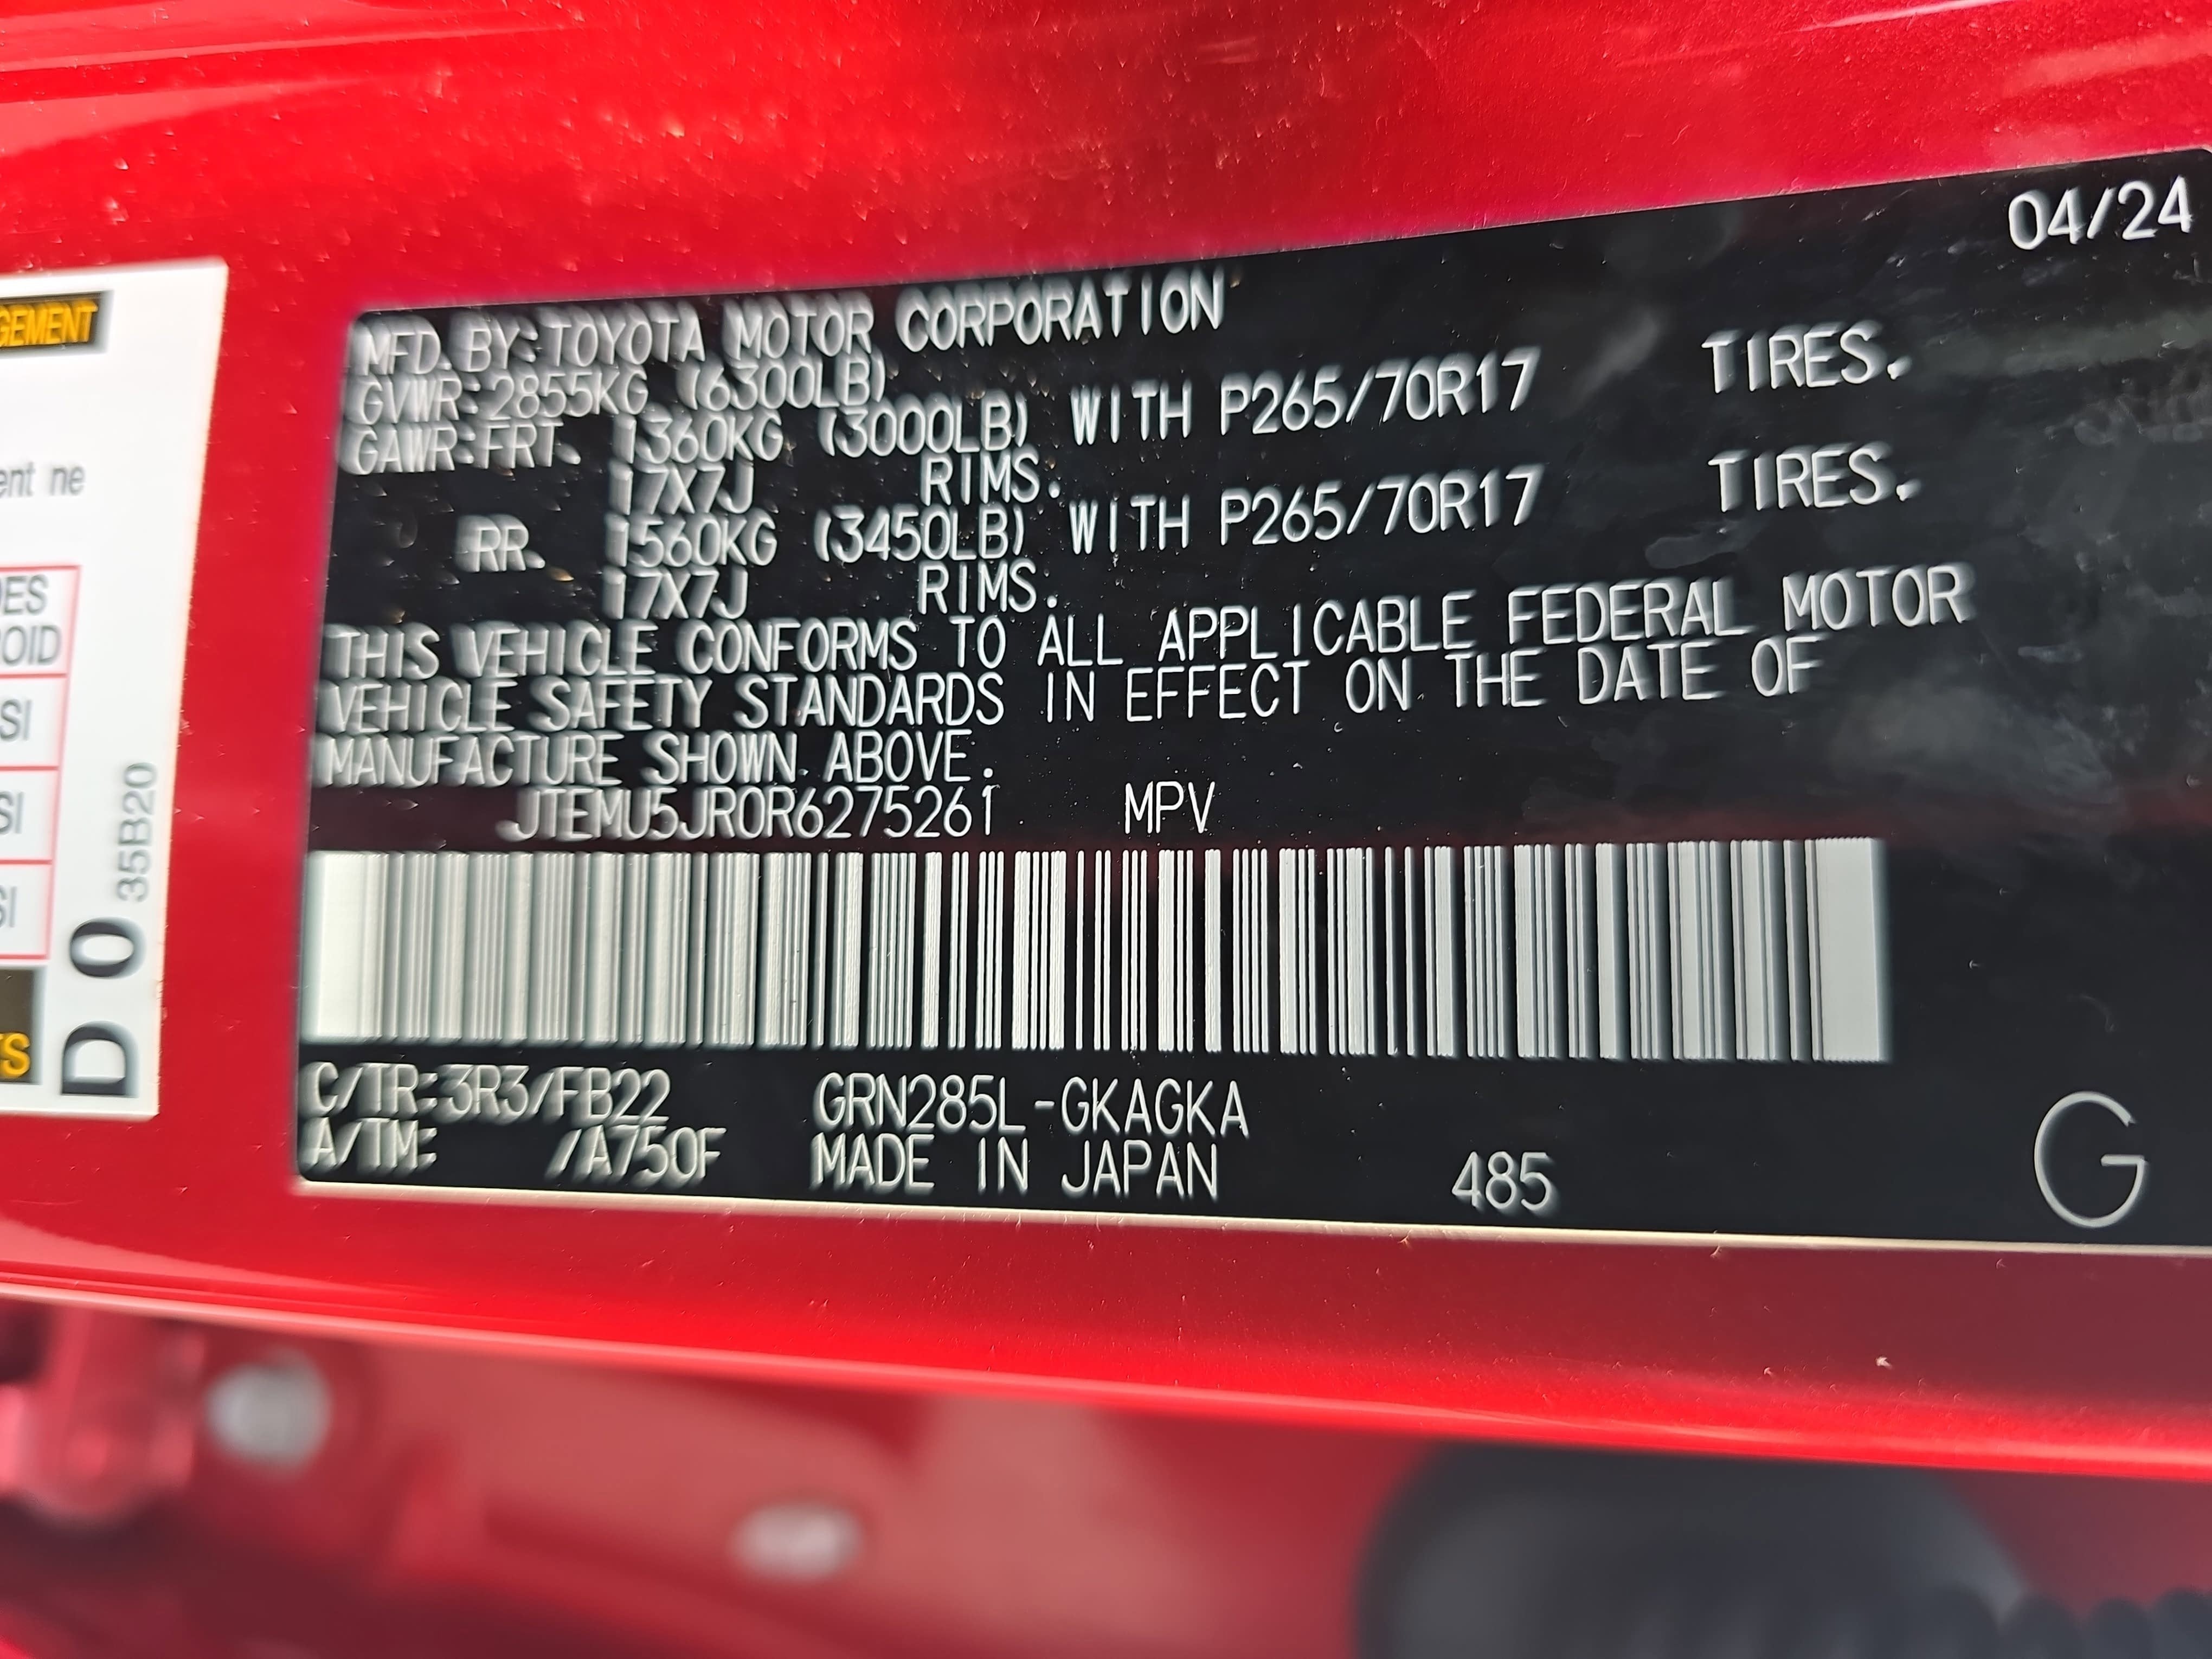 04/24
MFD. BY: TOYOTA MOTOR CORPORATION
GVWR: 2855KG (6300LB)
GAWR: FRT. 1360KG (3000LB) WITH P265/70R17 TIRES.
17X7J RIMS.
RR. 1560KG (3450LB) WITH P265/70R17 TIRES.
17X7J RIMS.
THIS VEHICLE CONFORMS TO ALL APPLICABLE FEDERAL MOTOR
VEHICLE SAFETY STANDARDS IN EFFECT ON THE DATE OF
MANUFACTURE SHOWN ABOVE.
JTEMU5JR0R6275261 MPV
C/TR: 3R3/FB22 GRN285L-GKAGKA
A/TM: /A750F MADE IN JAPAN 485 G
GEMENT
ent ne
DES
OID
SI
SI
SI
TS
D0
35B20